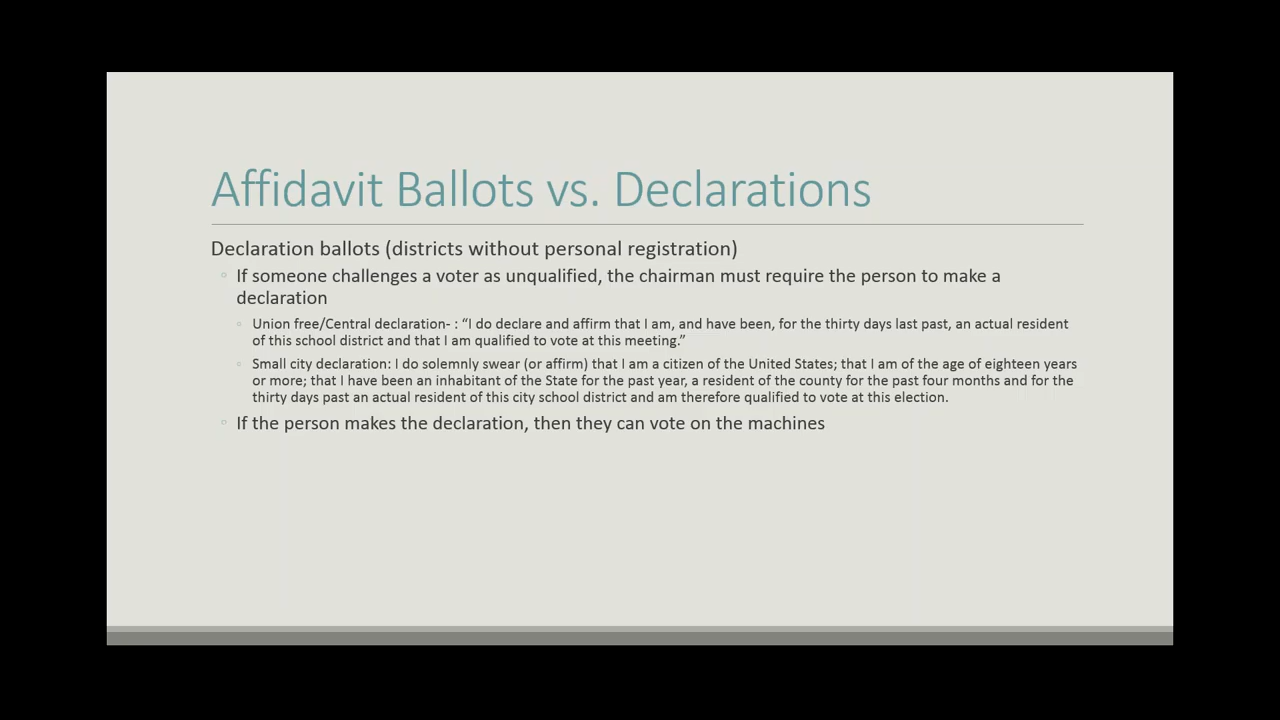 Affidavit Ballots vs. Declarations
Declaration ballots (districts without personal registration)
If someone challenges a voter as unqualified, the chairman must require the person to make a
declaration
Union free/Central declaration- : “I do declare and affirm that I am, and have been, for the thirty days last past, an actual resident
of this school district and that I am qualified to vote at this meeting.”
Small city declaration: I do solemnly swear (or affirm) that I am a citizen of the United States; that I am of the age of eighteen years
or more; that I have been an inhabitant of the State for the past year, a resident of the county for the past four months and for the
thirty days past an actual resident of this city school district and am therefore qualified to vote at this election.
If the person makes the declaration, then they can vote on the machines